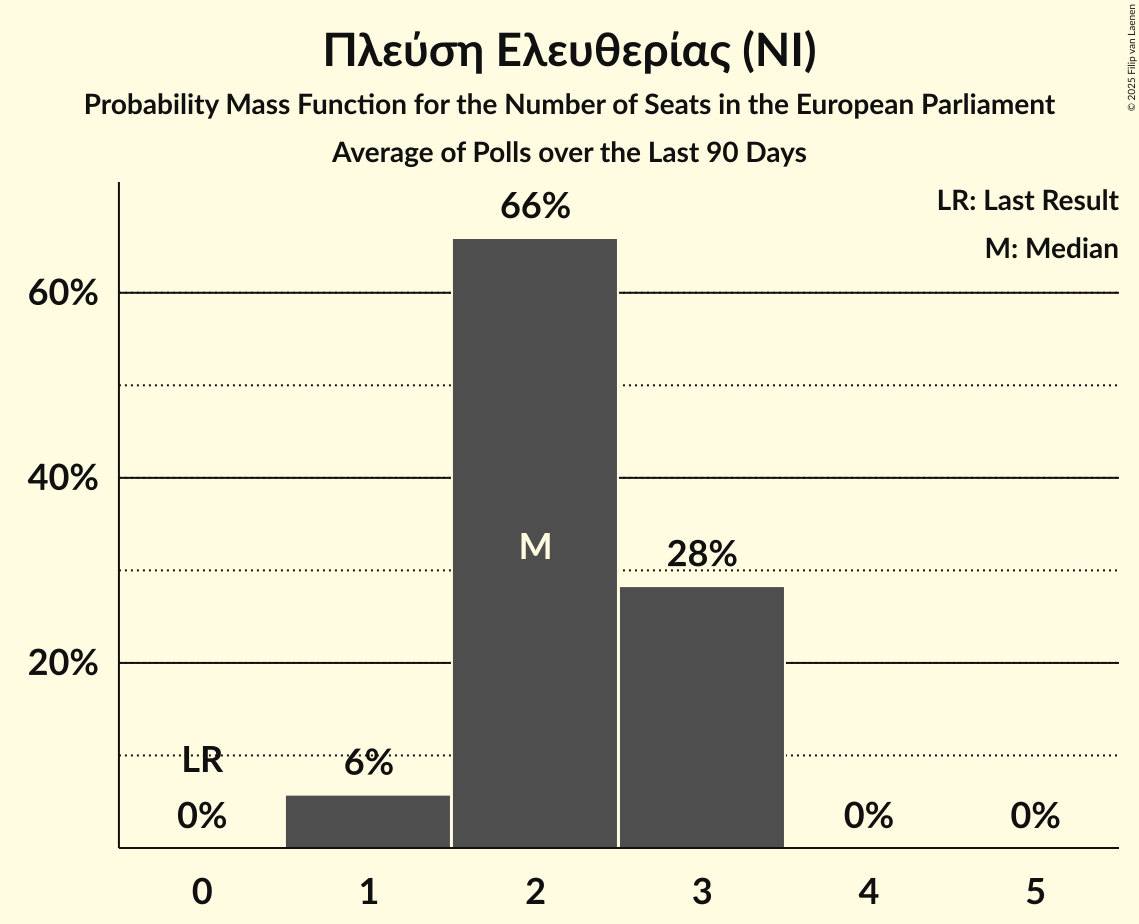 Πλεύση Ελευθερίας (NI)
Probability Mass Function for the Number of Seats in the European Parliament
Average of Polls over the Last 90 Days
© 2025 Filip van Laenen
LR: Last Result
M: Median
66%
60%
40%
M
28%
20%
LR
6%
0%
0%
0%
0 1 2 3 4 5